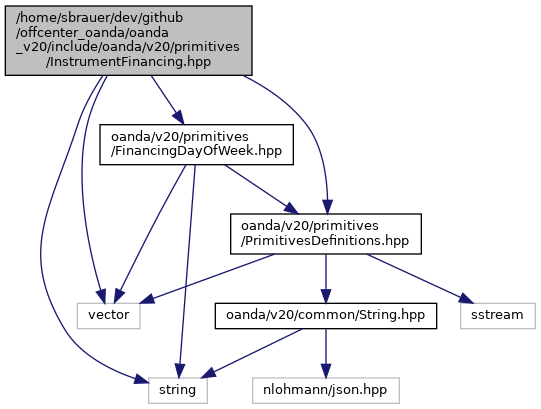 /home/sbrauer/dev/github
/offcenter_oanda/oanda
_v20/include/oanda/v20/primitives
/InstrumentFinancing.hpp
oanda/v20/primitives
/FinancingDayOfWeek.hpp
oanda/v20/primitives
/PrimitivesDefinitions.hpp
vector
oanda/v20/common/String.hpp
sstream
string
nlohmann/json.hpp